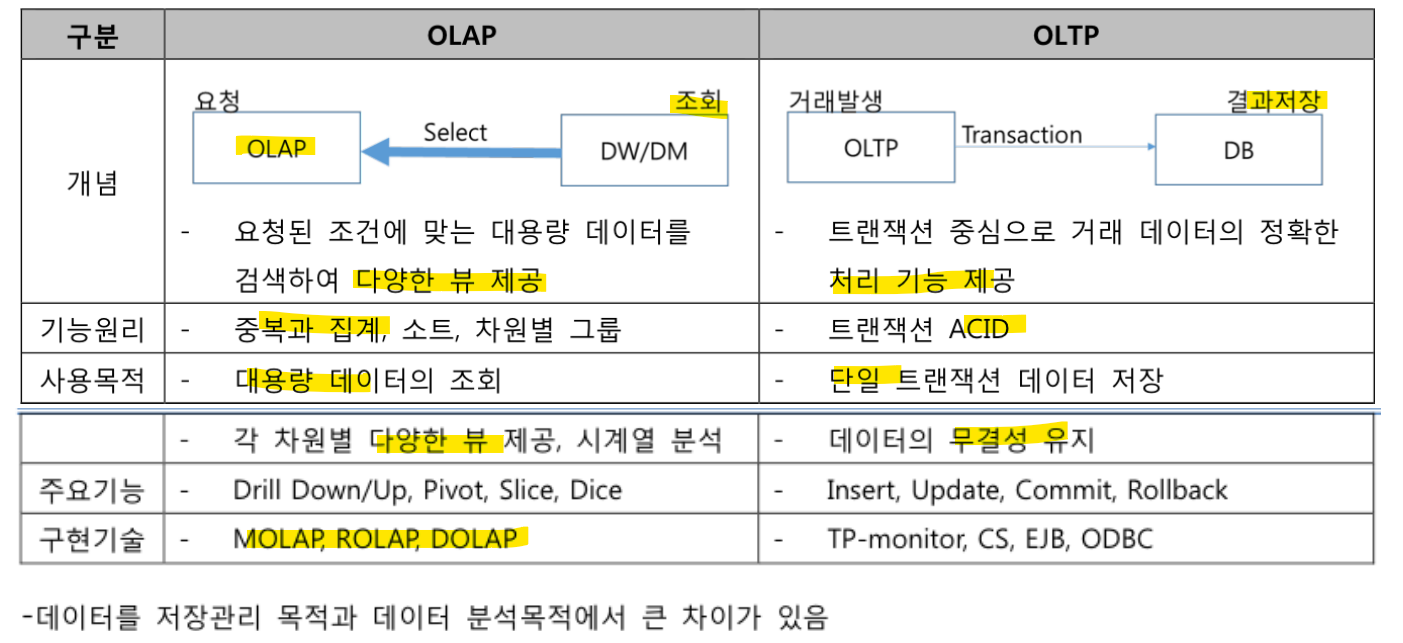 구분 OLAP OLTP
요청 조회 거래발생 결과저장
OLAP Select DW/DM OLTP Transaction DB
개념
- 요청된 조건에 맞는 대용량 데이터를
검색하여 다양한 뷰 제공
- 트랜잭션 중심으로 거래 데이터의 정확한
처리 기능 제공
기능원리 - 중복과 집계, 소트, 차원별 그룹 - 트랜잭션 ACID
사용목적 - 대용량 데이터의 조회 - 단일 트랜잭션 데이터 저장
- 각 차원별 다양한 뷰 제공, 시계열 분석 - 데이터의 무결성 유지
주요기능 - Drill Down/Up, Pivot, Slice, Dice - Insert, Update, Commit, Rollback
구현기술 - MOLAP, ROLAP, DOLAP - TP-monitor, CS, EJB, ODBC
-데이터를 저장관리 목적과 데이터 분석목적에서 큰 차이가 있음